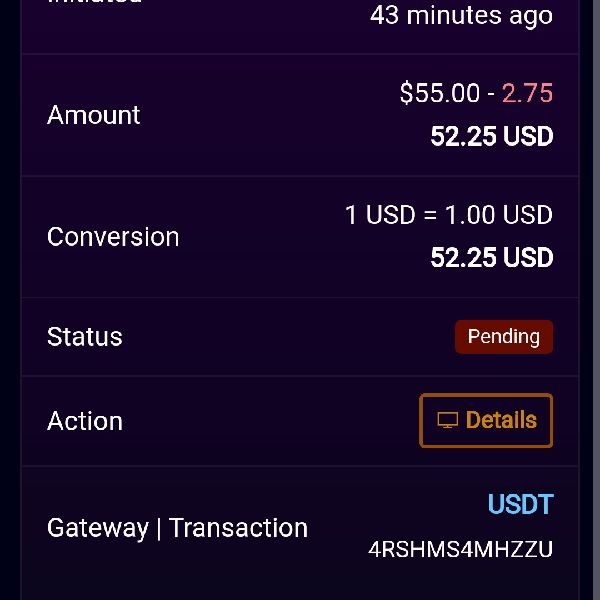 43 minutes ago
Amount
$55.00 - 2.75
52.25 USD
Conversion
1 USD = 1.00 USD
52.25 USD
Status
Pending
Action
Details
Gateway | Transaction
USDT
4RSHMS4MHZZU